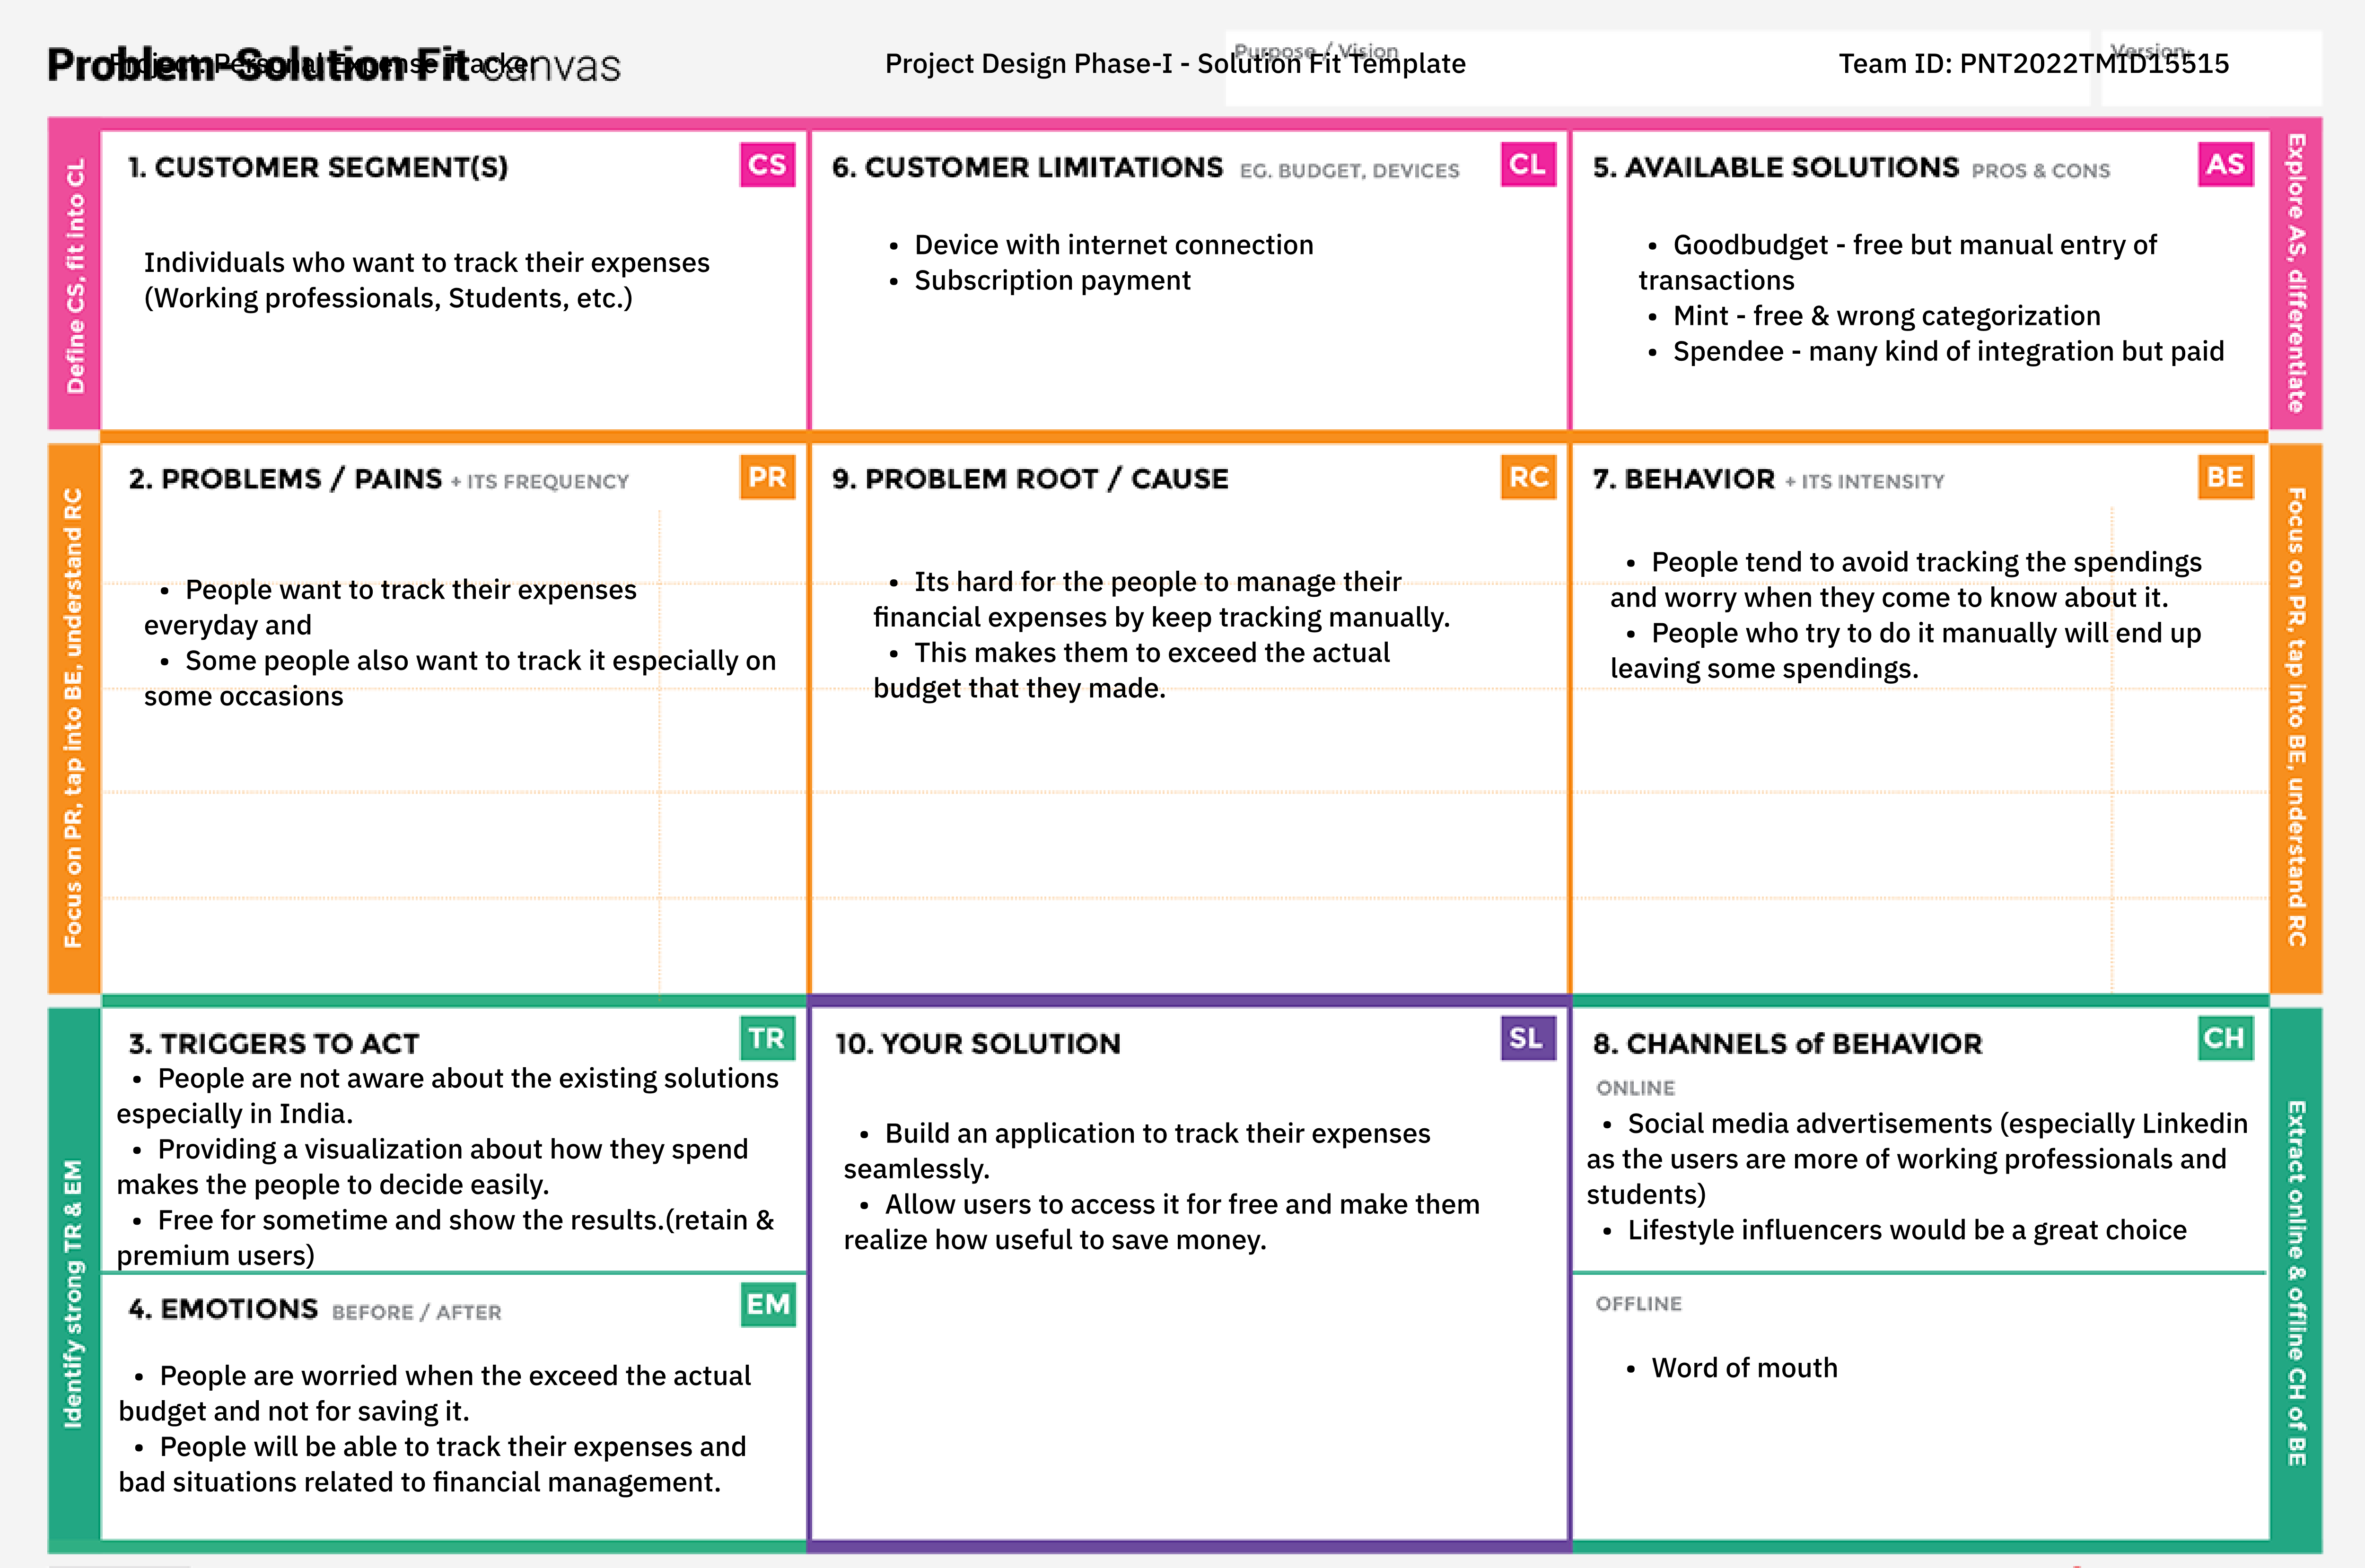 Problem-Solution Fit canvas
Project: Personal Expense Tracker
Project Design Phase-I - Solution Fit Template
Purpose / Vision
Team ID: PNT2022TMID15515
Version:
Define CS, fit into CL
1. CUSTOMER SEGMENT(S)
CS
Individuals who want to track their expenses
(Working professionals, Students, etc.)
6. CUSTOMER LIMITATIONS EG. BUDGET, DEVICES
CL
• Device with internet connection
• Subscription payment
5. AVAILABLE SOLUTIONS PROS & CONS
AS
• Goodbudget - free but manual entry of
transactions
• Mint - free & wrong categorization
• Spendee - many kind of integration but paid
Explore AS, differentiate
Focus on PR, tap into BE, understand RC
2. PROBLEMS / PAINS + ITS FREQUENCY
PR
• People want to track their expenses
everyday and
• Some people also want to track it especially on
some occasions
9. PROBLEM ROOT / CAUSE
RC
• Its hard for the people to manage their
financial expenses by keep tracking manually.
• This makes them to exceed the actual
budget that they made.
7. BEHAVIOR + ITS INTENSITY
BE
• People tend to avoid tracking the spendings
and worry when they come to know about it.
• People who try to do it manually will end up
leaving some spendings.
Focus on PR, tap into BE, understand RC
Identify strong TR & EM
3. TRIGGERS TO ACT
TR
• People are not aware about the existing solutions
especially in India.
• Providing a visualization about how they spend
makes the people to decide easily.
• Free for sometime and show the results.(retain &
premium users)
4. EMOTIONS BEFORE / AFTER
EM
• People are worried when the exceed the actual
budget and not for saving it.
• People will be able to track their expenses and
bad situations related to financial management.
10. YOUR SOLUTION
SL
• Build an application to track their expenses
seamlessly.
• Allow users to access it for free and make them
realize how useful to save money.
8. CHANNELS of BEHAVIOR
CH
ONLINE
• Social media advertisements (especially Linkedin
as the users are more of working professionals and
students)
• Lifestyle influencers would be a great choice
OFFLINE
• Word of mouth
Extract online & offline CH of BE